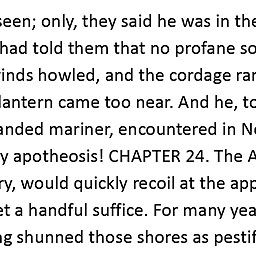 seen; only, they said he was in the
had told them that no profane so
inds howled, and the cordage ran
lantern came too near. And he, to
anded mariner, encountered in Ne
y apotheosis! CHAPTER 24. The A
ry, would quickly recoil at the app
et a handful suffice. For many yea
ng shunned those shores as pestif